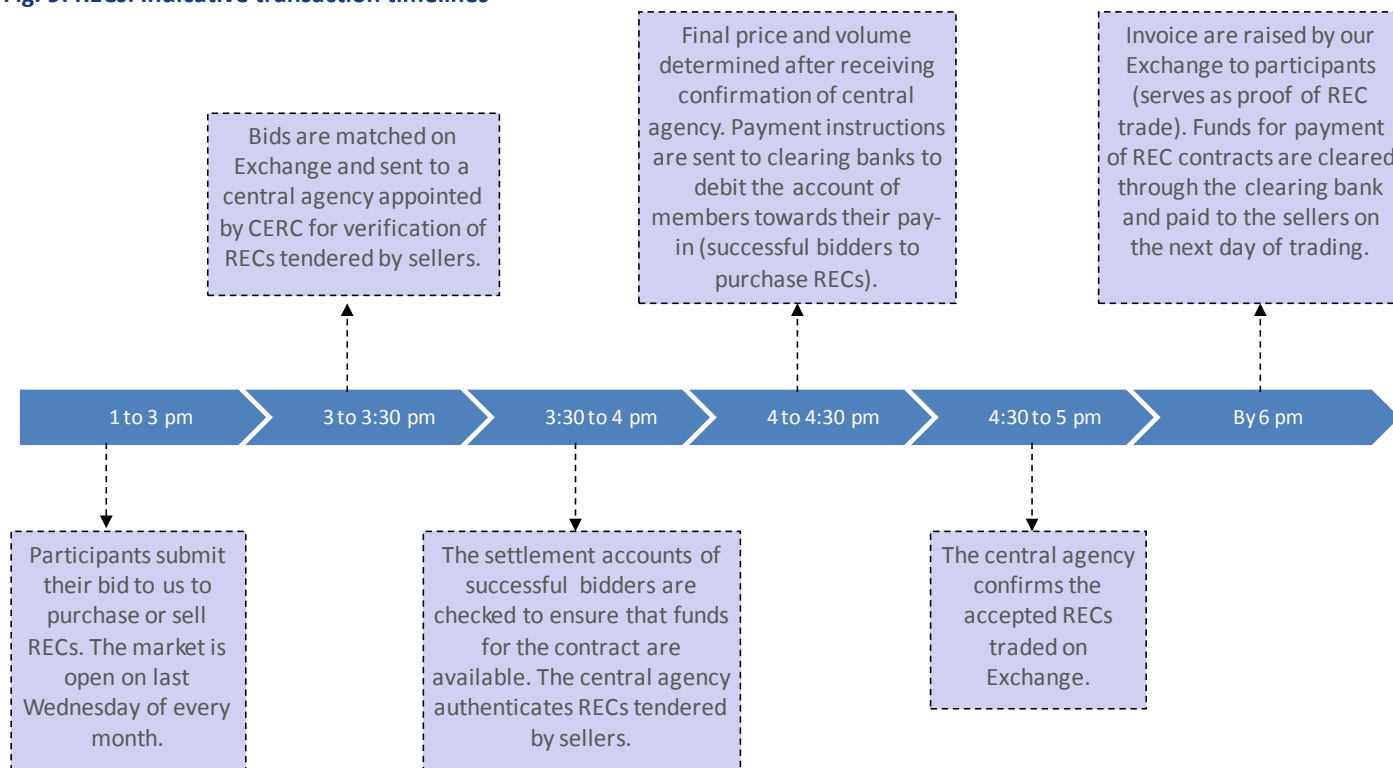 Fig. RECs: Indicative transaction timelines
Bids are matched on
Exchange and sent to a
central agency appointed
by CERC for verification of
RECs tendered by sellers.
Final price and volume
determined after receiving
confirmation of central
agency. Payment instructions
are sent to clearing banks to
debit the account of
members towards their pay-
in (successful bidders to
purchase RECs).
Invoice are raised by our
Exchange to participants
(serves as proof of REC
trade). Funds for payment
of REC contracts are cleared
through the clearing bank
and paid to the sellers on
the next day of trading.
1 to 3 pm
3 to 3:30 pm
3:30 to 4 pm
4 to 4:30 pm
4:30 to 5 pm
By 6 pm
Participants submit
their bid to us to
purchase or sell
RECs. The market is
open on last
Wednesday of every
month.
The settlement accounts of
successful bidders are
checked to ensure that funds
for the contract are
available. The central agency
authenticates RECs tendered
by sellers.
The central agency
confirms the
accepted RECs
traded on
Exchange.